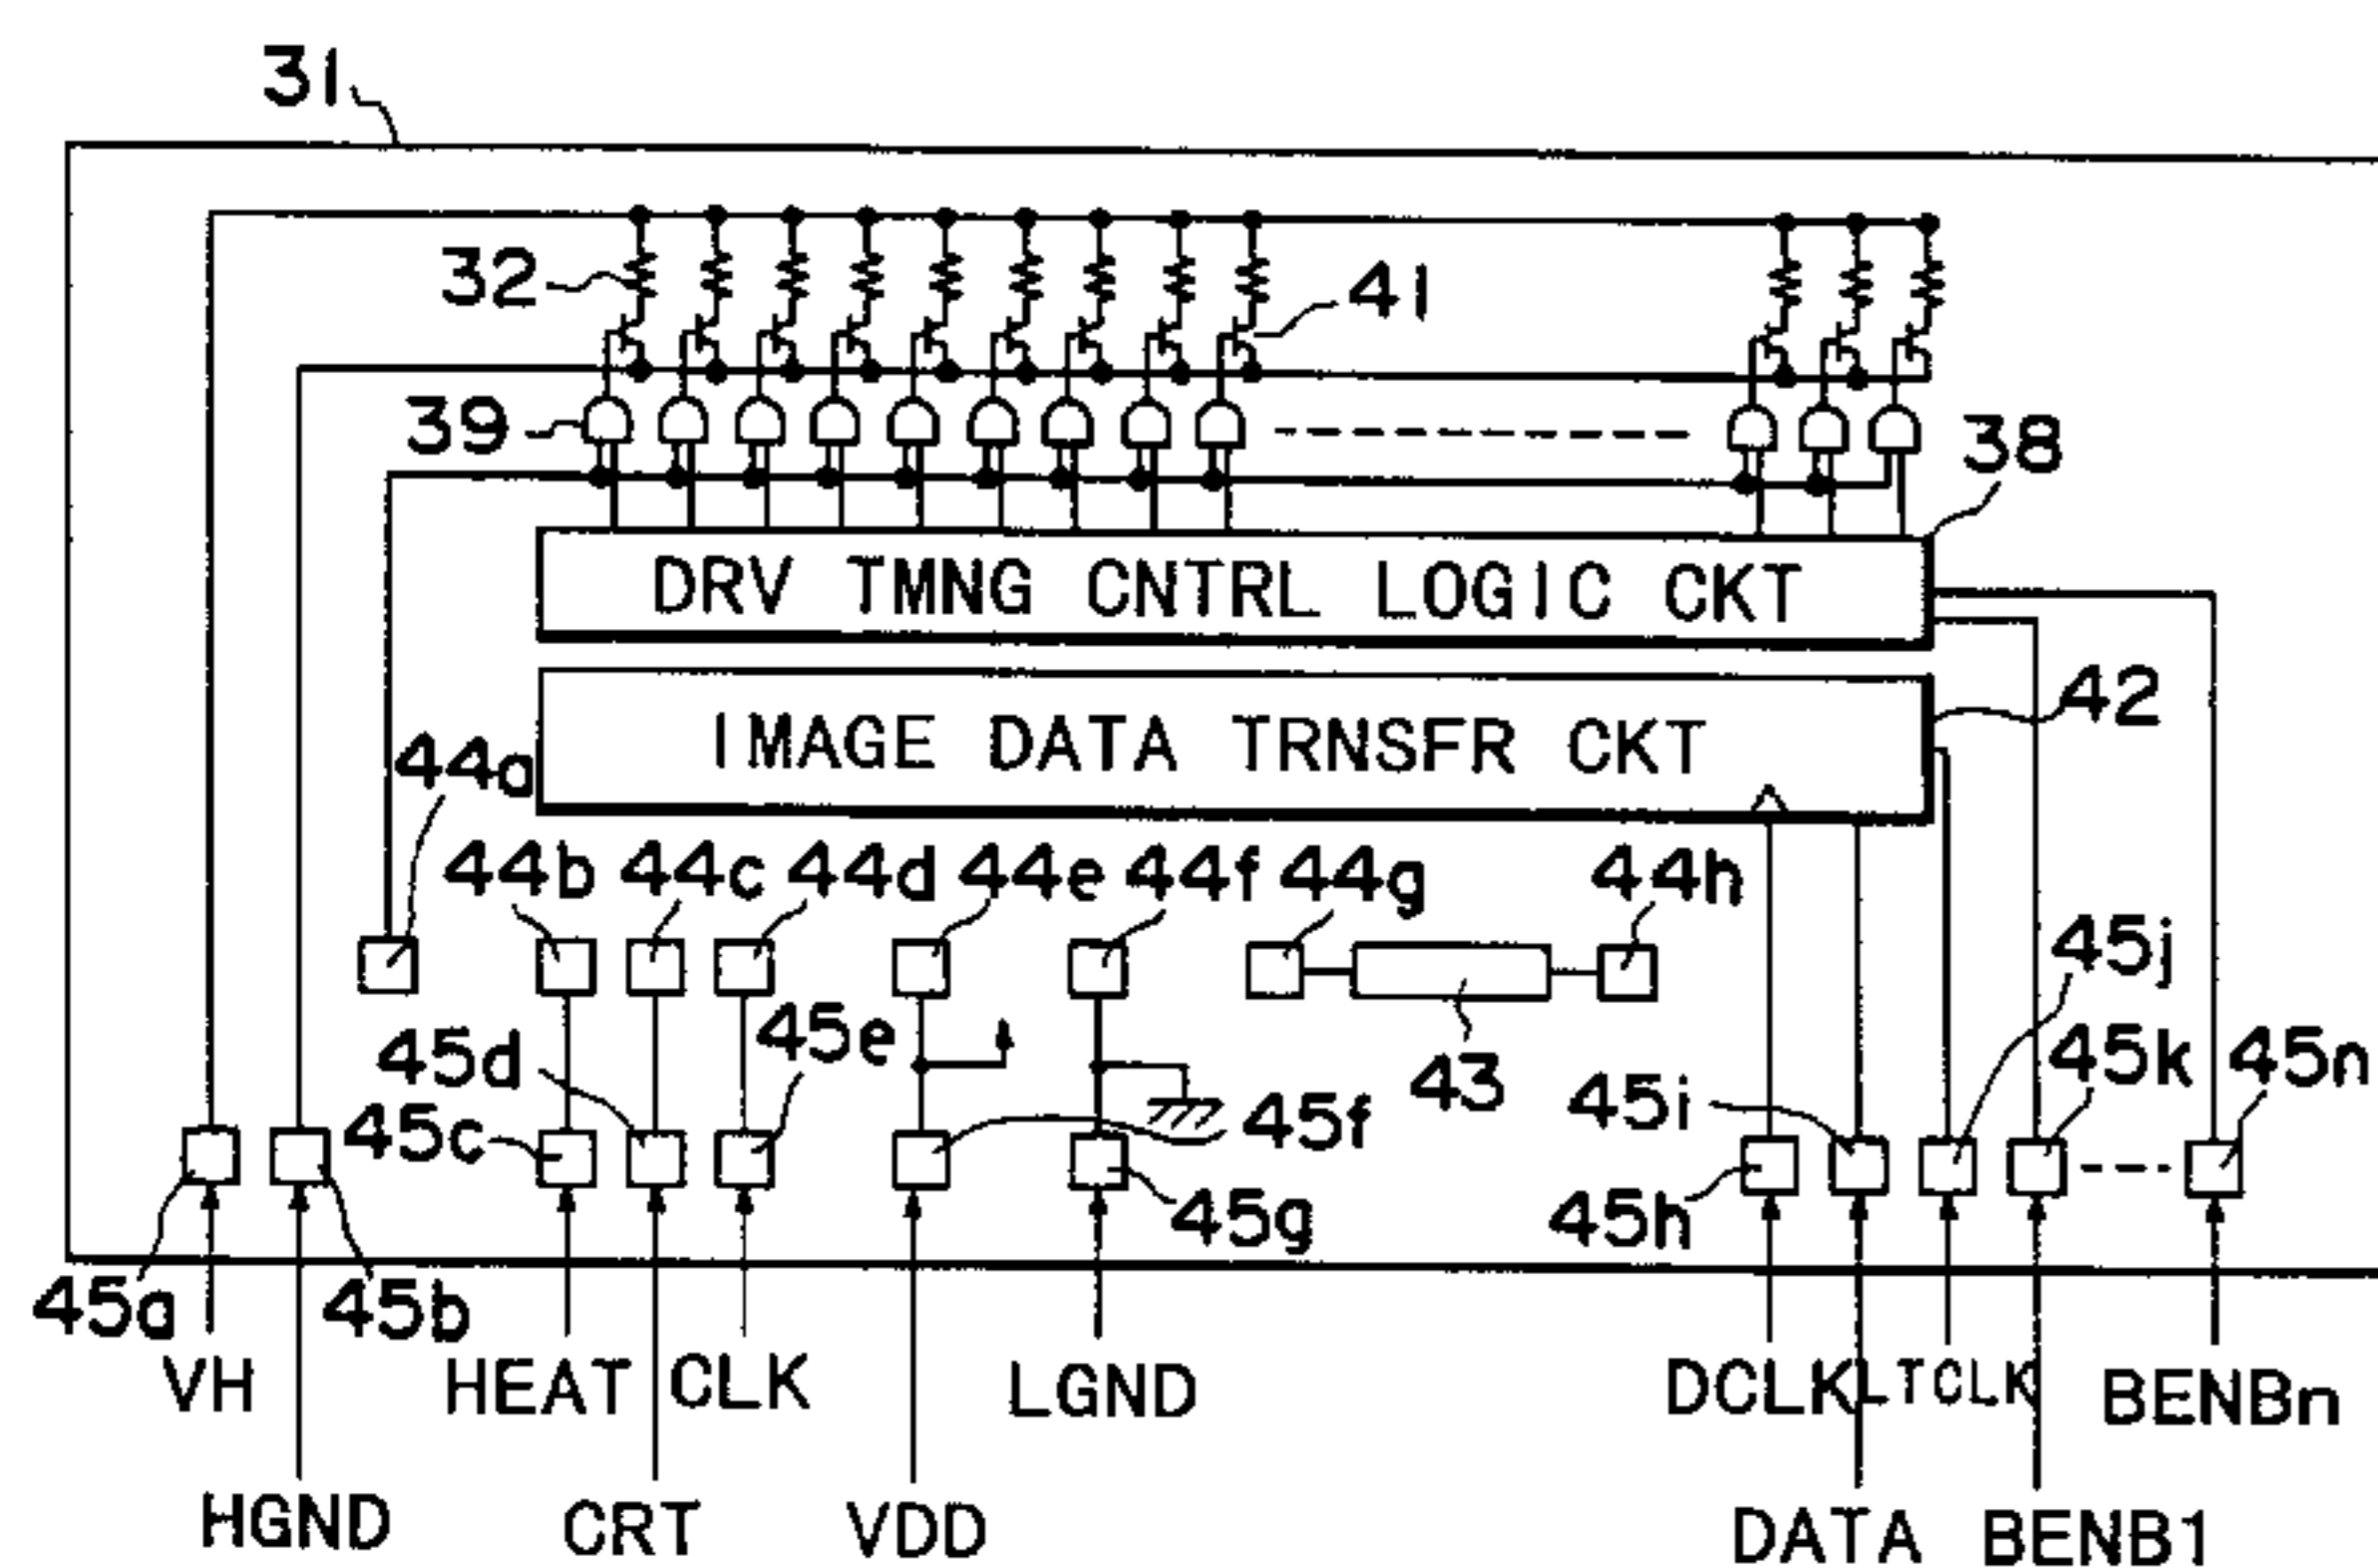 31
32
41
39
38
DRV TMNG CNTRL LOGIC CKT
42
IMAGE DATA TRNSFR CKT
44a
44b 44c 44d 44e 44f 44g 44h
45j
45d 45e 43 45i 45k 45n
45c 45f
45g 45h
45a 45b
VH HEAT CLK LGND DCLK LTCLK BENBn
HGND CRT VDD DATA BENB1